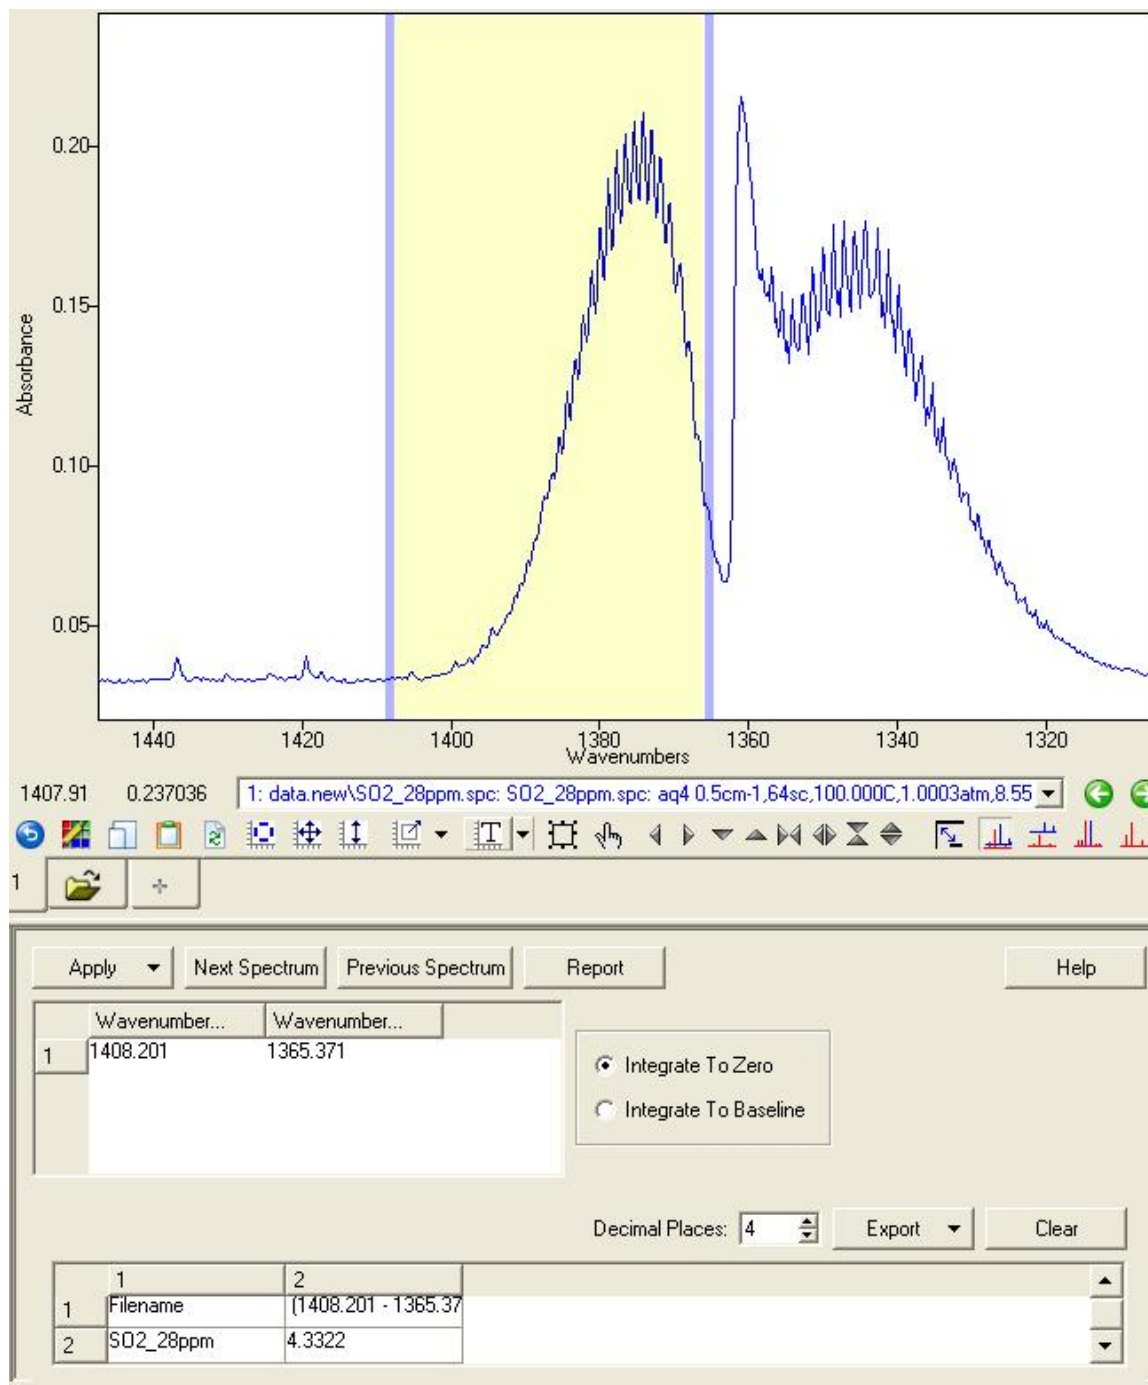 0.20
0.15
Absorbance
0.10
0.05
1440 1420 1400 1380 1360 1340 1320
Wavenumbers
1407.91 0.237036 1: data.new\SO2_28ppm.spc: SO2_28ppm.spc: aq4 0.5cm-1,64sc,100.000C,1.0003atm,8.55
T
1
Apply Next Spectrum Previous Spectrum Report Help
Wavenumber... Wavenumber...
1 1408.201 1365.371
Integrate To Zero
Integrate To Baseline
Decimal Places: 4 Export Clear
1 2
1 Filename (1408.201 - 1365.37
2 SO2_28ppm 4.3322